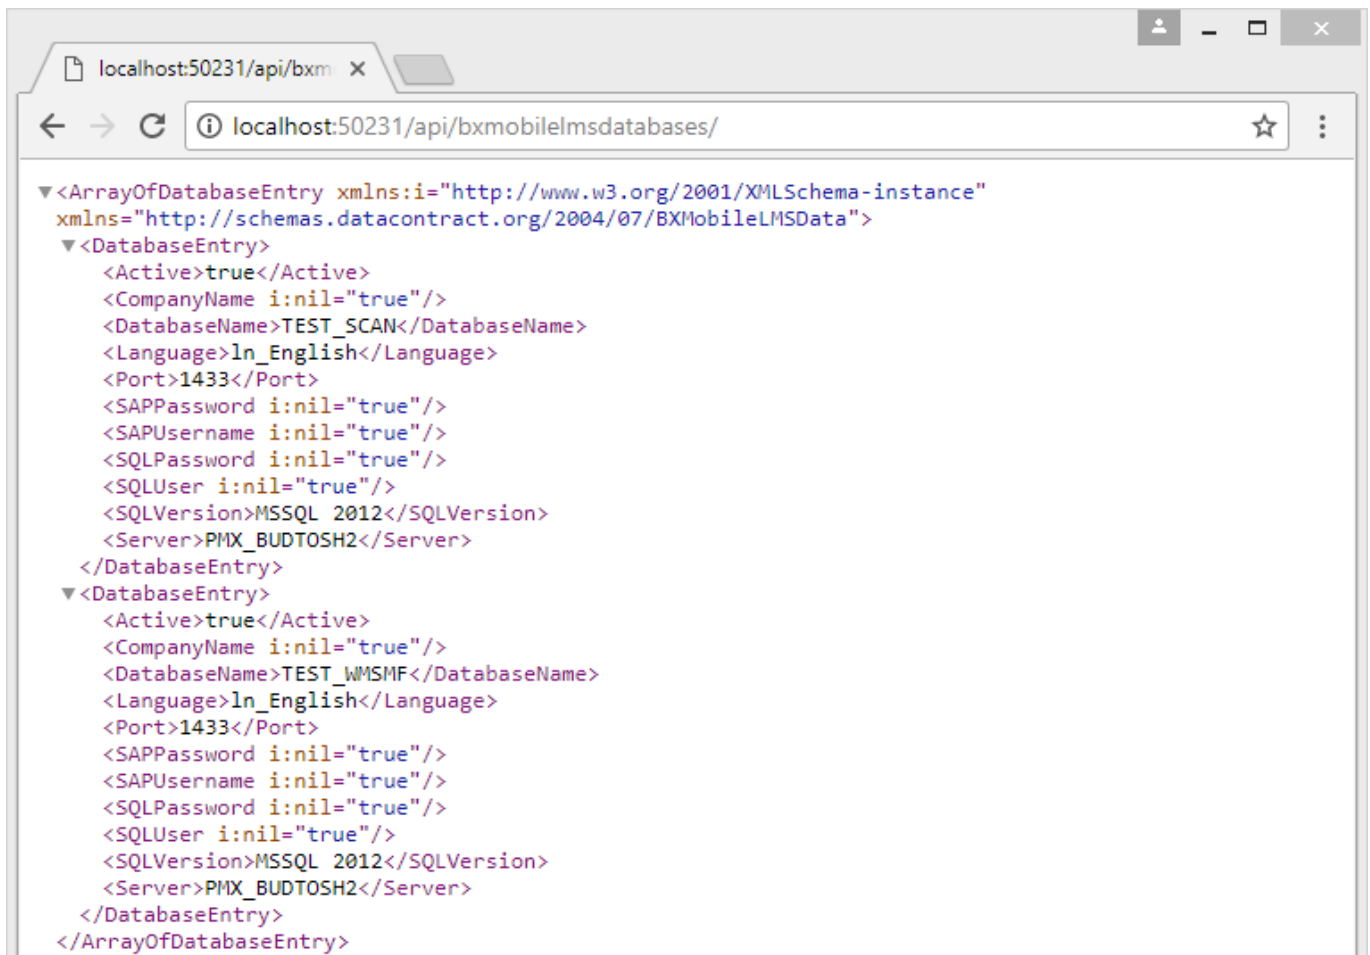 localhost:50231/api/bxm
localhost:50231/api/bxmobilelmsdatabases/
<ArrayOfDatabaseEntry xmlns:i="http://www.w3.org/2001/XMLSchema-instance"
xmlns="http://schemas.datacontract.org/2004/07/BXMobileLMSData">
<DatabaseEntry>
<Active>true</Active>
<CompanyName i:nil="true"/>
<DatabaseName>TEST_SCAN</DatabaseName>
<Language>ln_English</Language>
<Port>1433</Port>
<SAPPassword i:nil="true"/>
<SAPUsername i:nil="true"/>
<SQLPassword i:nil="true"/>
<SQLUser i:nil="true"/>
<SQLVersion>MSSQL 2012</SQLVersion>
<Server>PMX_BUDTOSH2</Server>
</DatabaseEntry>
<DatabaseEntry>
<Active>true</Active>
<CompanyName i:nil="true"/>
<DatabaseName>TEST_WMSMF</DatabaseName>
<Language>ln_English</Language>
<Port>1433</Port>
<SAPPassword i:nil="true"/>
<SAPUsername i:nil="true"/>
<SQLPassword i:nil="true"/>
<SQLUser i:nil="true"/>
<SQLVersion>MSSQL 2012</SQLVersion>
<Server>PMX_BUDTOSH2</Server>
</DatabaseEntry>
</ArrayOfDatabaseEntry>